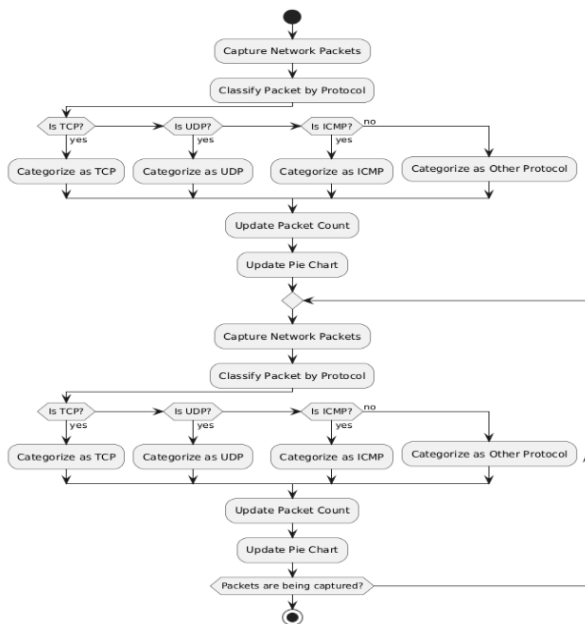 Capture Network Packets
Classify Packet by Protocol
Is TCP? Is UDP? Is ICMP? no
yes yes yes
Categorize as TCP Categorize as UDP Categorize as ICMP Categorize as Other Protocol
Update Packet Count
Update Pie Chart
Capture Network Packets
Classify Packet by Protocol
Is TCP? Is UDP? Is ICMP? no
yes yes yes
Categorize as TCP Categorize as UDP Categorize as ICMP Categorize as Other Protocol
Update Packet Count
Update Pie Chart
Packets are being captured?